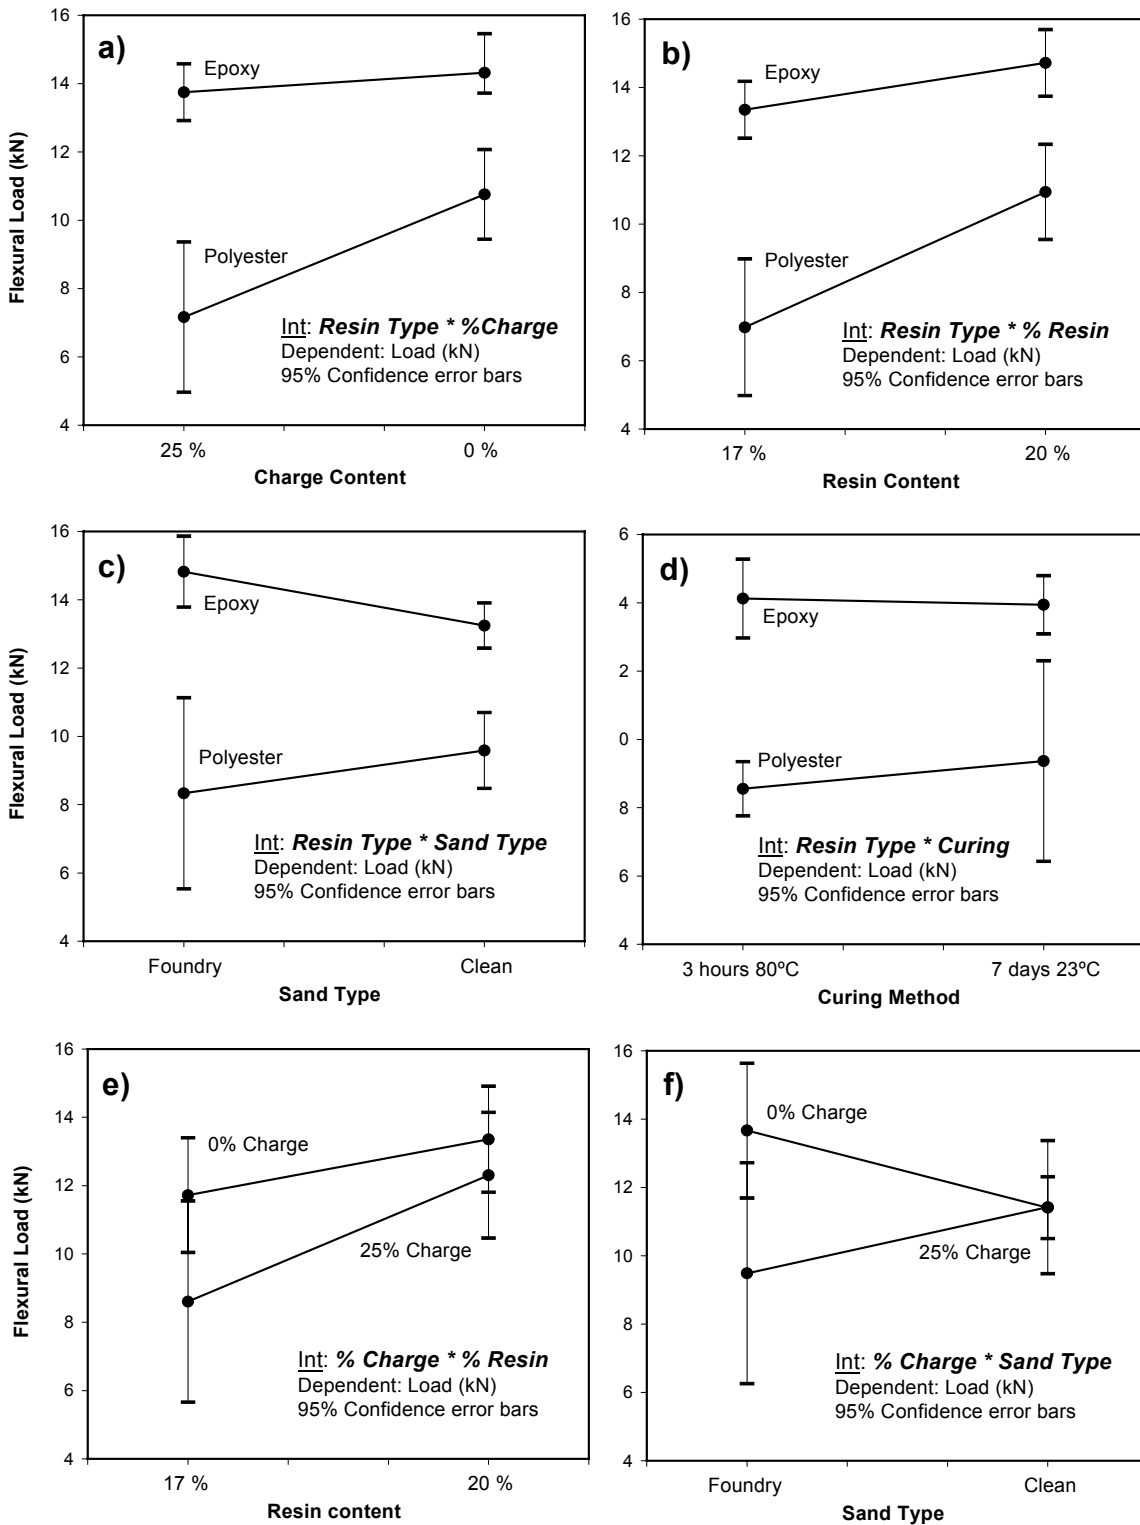 16
14
12
10
8
6
4
Flexural Load (kN)
a)
Epoxy
Polyester
Int: Resin Type * %Charge
Dependent: Load (kN)
95% Confidence error bars
25 %
0 %
Charge Content
16
14
12
10
8
6
4
b)
Epoxy
Polyester
Int: Resin Type * % Resin
Dependent: Load (kN)
95% Confidence error bars
17 %
20 %
Resin Content
16
14
12
10
8
6
4
Flexural Load (kN)
c)
Epoxy
Polyester
Int: Resin Type * Sand Type
Dependent: Load (kN)
95% Confidence error bars
Foundry
Clean
Sand Type
6
4
2
0
8
6
4
d)
Epoxy
Polyester
Int: Resin Type * Curing
Dependent: Load (kN)
95% Confidence error bars
3 hours 80ºC
7 days 23ºC
Curing Method
16
14
12
10
8
6
4
Flexural Load (kN)
e)
0% Charge
25% Charge
Int: % Charge * % Resin
Dependent: Load (kN)
95% Confidence error bars
17 %
20 %
Resin content
16
14
12
10
8
6
4
f)
0% Charge
25% Charge
Int: % Charge * Sand Type
Dependent: Load (kN)
95% Confidence error bars
Foundry
Clean
Sand Type